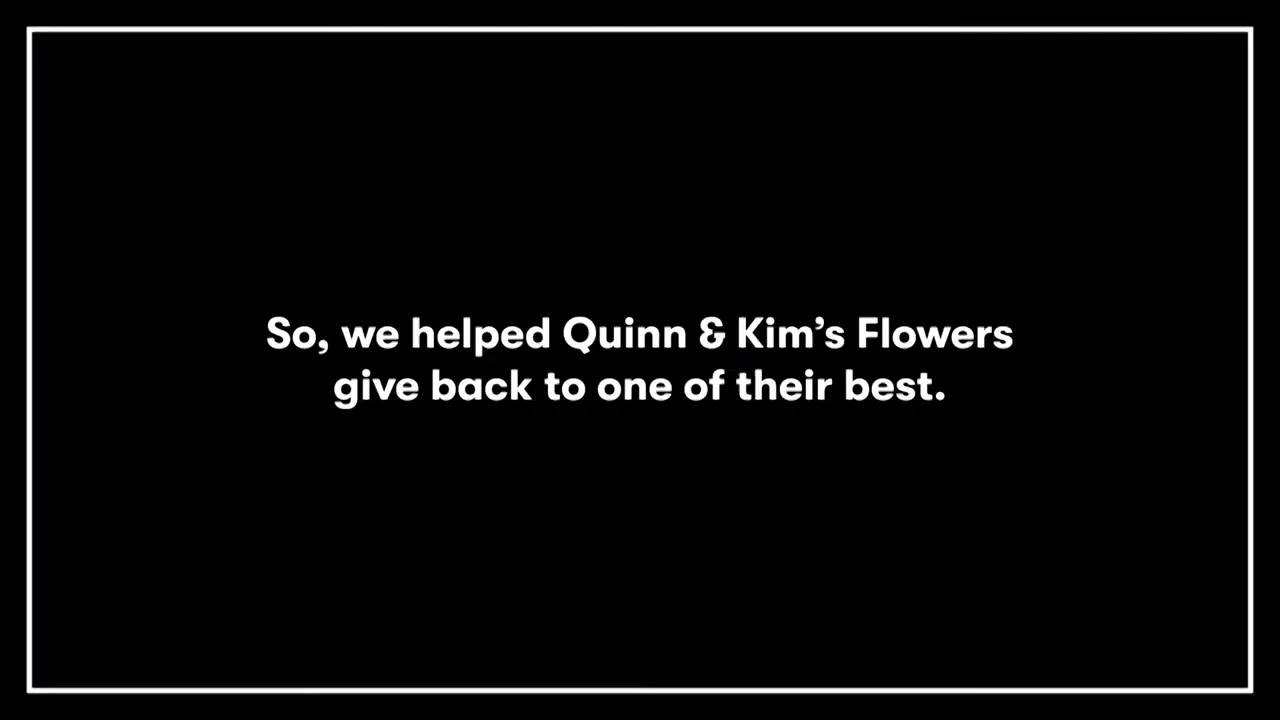 So, we helped Quinn & Kim’s Flowers
give back to one of their best.